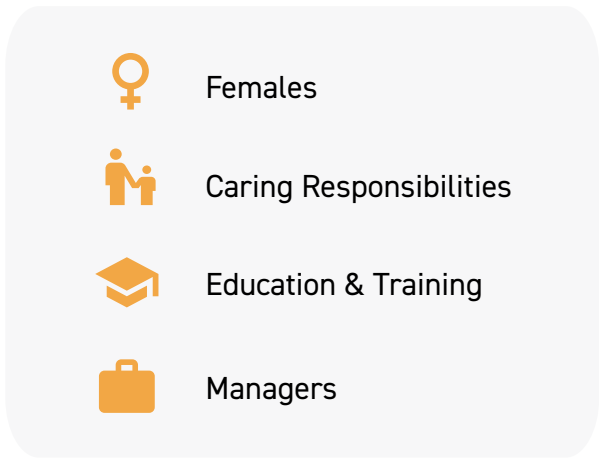 Females
Caring Responsibilities
Education & Training
Managers